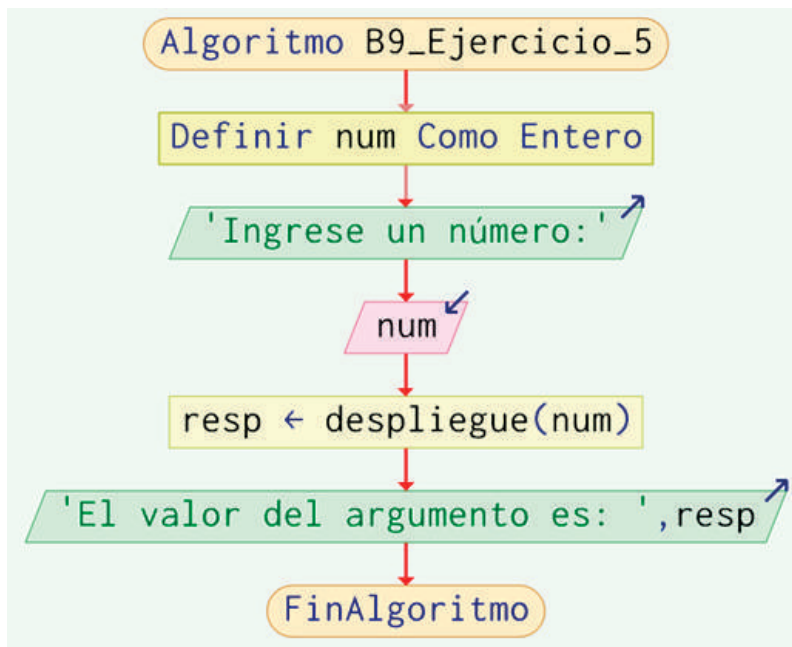 Algoritmo B9_Ejercicio_5
Definir num Como Entero
'Ingrese un número:'
num
resp ← despliegue(num)
'El valor del argumento es: ',resp
FinAlgoritmo